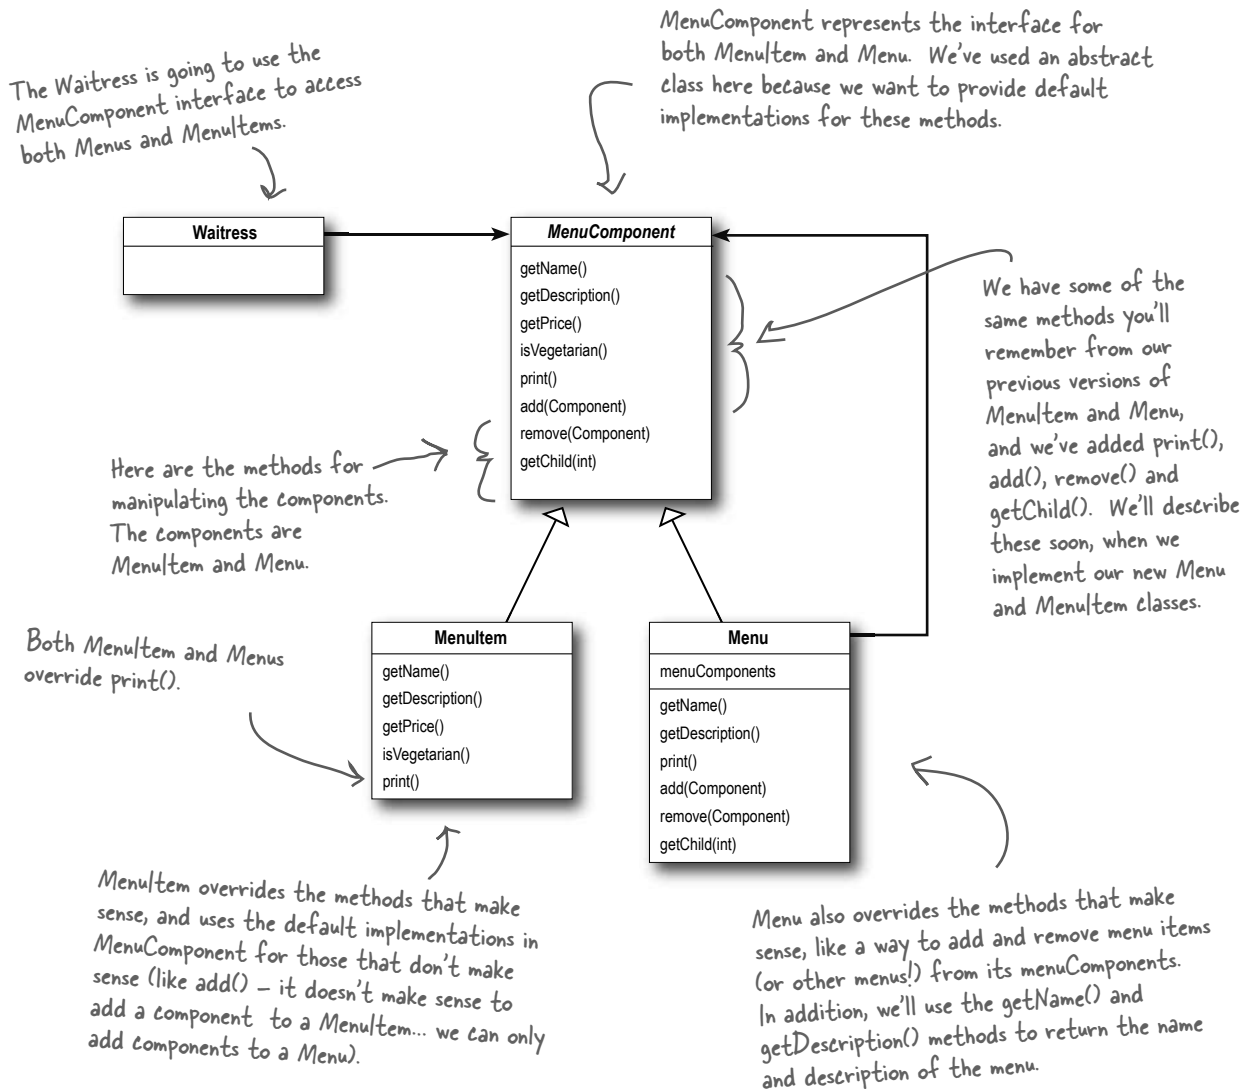 MenuComponent represents the interface for
both MenuItem and Menu. We've used an abstract
class here because we want to provide default
implementations for these methods.
The Waitress is going to use the
MenuComponent interface to access
both Menus and MenuItems.
Waitress
MenuComponent
getName()
getDescription()
getPrice()
isVegetarian()
print()
add(Component)
remove(Component)
getChild(int)
We have some of the
same methods you'll
remember from our
previous versions of
MenuItem and Menu,
and we've added print(),
add(), remove() and
getChild(). We'll describe
these soon, when we
implement our new Menu
and MenuItem classes.
Here are the methods for
manipulating the components.
The components are
MenuItem and Menu.
Both MenuItem and Menus
override print().
MenuItem
getName()
getDescription()
getPrice()
isVegetarian()
print()
Menu
menuComponents
getName()
getDescription()
print()
add(Component)
remove(Component)
getChild(int)
MenuItem overrides the methods that make
sense, and uses the default implementations in
MenuComponent for those that don't make
sense (like add() – it doesn't make sense to
add a component to a MenuItem... we can only
add components to a Menu).
Menu also overrides the methods that make
sense, like a way to add and remove menu items
(or other menus!) from its menuComponents.
In addition, we'll use the getName() and
getDescription() methods to return the name
and description of the menu.